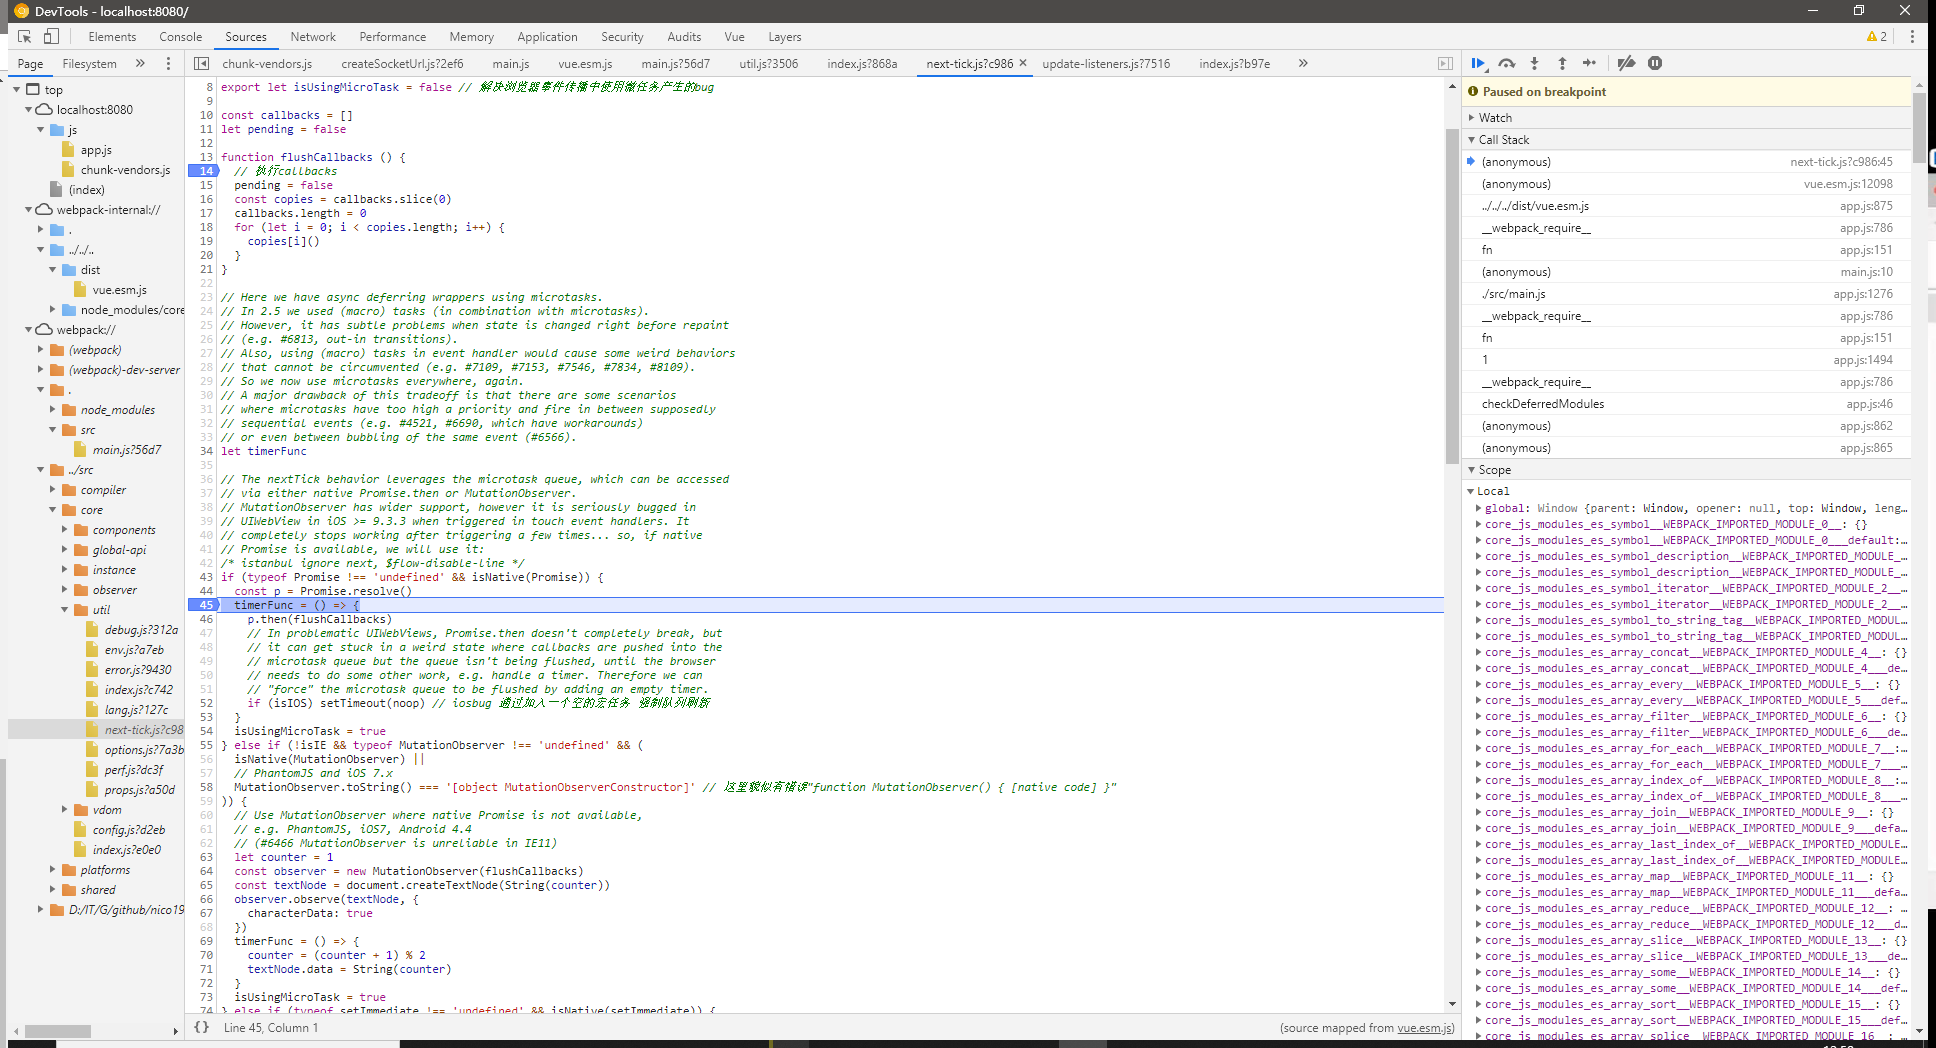 DevTools - localhost:8080/
Elements Console Sources Network Performance Memory Application Security Audits Vue Layers 2
Page Filesystem » chunk-vendors.js createSocketUrl.js?2ef6 main.js vue.esm.js main.js?56d7 util.js?3506 index.js?868a next-tick.js?c986 × update-listeners.js?7516 index.js?b97e »
top
localhost:8080
js
app.js
chunk-vendors.js
(index)
webpack-internal://
.
../../..
dist
vue.esm.js
node_modules/core
webpack://
(webpack)
(webpack)-dev-server
.
node_modules
src
main.js?56d7
../src
compiler
core
components
global-api
instance
observer
util
debug.js?312a
env.js?a7eb
error.js?9430
index.js?c742
lang.js?127c
next-tick.js?c98
options.js?7a3b
perf.js?dc3f
props.js?a50d
vdom
config.js?d2eb
index.js?e0e0
platforms
shared
D:/IT/G/github/nico19
8 export let isUsingMicroTask = false // 解决浏览器事件传播中使用微任务产生的bug
9
10 const callbacks = []
11 let pending = false
12
13 function flushCallbacks () {
14 // 执行callbacks
15 pending = false
16 const copies = callbacks.slice(0)
17 callbacks.length = 0
18 for (let i = 0; i < copies.length; i++) {
19 copies[i]()
20 }
21 }
22
23 // Here we have async deferring wrappers using microtasks.
24 // In 2.5 we used (macro) tasks (in combination with microtasks).
25 // However, it has subtle problems when state is changed right before repaint
26 // (e.g. #6813, out-in transitions).
27 // Also, using (macro) tasks in event handler would cause some weird behaviors
28 // that cannot be circumvented (e.g. #7109, #7153, #7546, #7834, #8109).
29 // So we now use microtasks everywhere, again.
30 // A major drawback of this tradeoff is that there are some scenarios
31 // where microtasks have too high a priority and fire in between supposedly
32 // sequential events (e.g. #4521, #6690, which have workarounds)
33 // or even between bubbling of the same event (#6566).
34 let timerFunc
35
36 // The nextTick behavior leverages the microtask queue, which can be accessed
37 // via either native Promise.then or MutationObserver.
38 // MutationObserver has wider support, however it is seriously bugged in
39 // UIWebView in iOS >= 9.3.3 when triggered in touch event handlers. It
40 // completely stops working after triggering a few times... so, if native
41 // Promise is available, we will use it:
42 /* istanbul ignore next, $flow-disable-line */
43 if (typeof Promise !== 'undefined' && isNative(Promise)) {
44 const p = Promise.resolve()
45 timerFunc = () => {
46 p.then(flushCallbacks)
47 // In problematic UIWebViews, Promise.then doesn't completely break, but
48 // it can get stuck in a weird state where callbacks are pushed into the
49 // microtask queue but the queue isn't being flushed, until the browser
50 // needs to do some other work, e.g. handle a timer. Therefore we can
51 // "force" the microtask queue to be flushed by adding an empty timer.
52 if (isIOS) setTimeout(noop) // iosbug 通过加入一个空的宏任务 强制队列刷新
53 }
54 isUsingMicroTask = true
55 } else if (!isIE && typeof MutationObserver !== 'undefined' && (
56 isNative(MutationObserver) ||
57 // PhantomJS and iOS 7.x
58 MutationObserver.toString() === '[object MutationObserverConstructor]' // 这里貌似有错误"function MutationObserver() { [native code] }"
59 )) {
60 // Use MutationObserver where native Promise is not available,
61 // e.g. PhantomJS, iOS7, Android 4.4
62 // (#6466 MutationObserver is unreliable in IE11)
63 let counter = 1
64 const observer = new MutationObserver(flushCallbacks)
65 const textNode = document.createTextNode(String(counter))
66 observer.observe(textNode, {
67 characterData: true
68 })
69 timerFunc = () => {
70 counter = (counter + 1) % 2
71 textNode.data = String(counter)
72 }
73 isUsingMicroTask = true
74 } else if (typeof setImmediate !== 'undefined' && isNative(setImmediate)) {
{} Line 45, Column 1 (source mapped from vue.esm.js)
Paused on breakpoint
Watch
Call Stack
(anonymous) next-tick.js?c986:45
(anonymous) vue.esm.js:12098
../../../dist/vue.esm.js app.js:875
__webpack_require__ app.js:786
fn app.js:151
(anonymous) main.js:10
./src/main.js app.js:1276
__webpack_require__ app.js:786
fn app.js:151
1 app.js:1494
__webpack_require__ app.js:786
checkDeferredModules app.js:46
(anonymous) app.js:862
(anonymous) app.js:865
Scope
Local
global: Window {parent: Window, opener: null, top: Window, leng…
core_js_modules_es_symbol__WEBPACK_IMPORTED_MODULE_0__: {}
core_js_modules_es_symbol__WEBPACK_IMPORTED_MODULE_0___default:…
core_js_modules_es_symbol_description__WEBPACK_IMPORTED_MODULE_…
core_js_modules_es_symbol_description__WEBPACK_IMPORTED_MODULE_…
core_js_modules_es_symbol_iterator__WEBPACK_IMPORTED_MODULE_2__…
core_js_modules_es_symbol_iterator__WEBPACK_IMPORTED_MODULE_2__…
core_js_modules_es_symbol_to_string_tag__WEBPACK_IMPORTED_MODUL…
core_js_modules_es_symbol_to_string_tag__WEBPACK_IMPORTED_MODUL…
core_js_modules_es_array_concat__WEBPACK_IMPORTED_MODULE_4__: {}
core_js_modules_es_array_concat__WEBPACK_IMPORTED_MODULE_4___de…
core_js_modules_es_array_every__WEBPACK_IMPORTED_MODULE_5__: {}
core_js_modules_es_array_every__WEBPACK_IMPORTED_MODULE_5___def…
core_js_modules_es_array_filter__WEBPACK_IMPORTED_MODULE_6__: …
core_js_modules_es_array_filter__WEBPACK_IMPORTED_MODULE_6___de…
core_js_modules_es_array_for_each__WEBPACK_IMPORTED_MODULE_7__:…
core_js_modules_es_array_for_each__WEBPACK_IMPORTED_MODULE_7___…
core_js_modules_es_array_index_of__WEBPACK_IMPORTED_MODULE_8__:…
core_js_modules_es_array_index_of__WEBPACK_IMPORTED_MODULE_8___…
core_js_modules_es_array_join__WEBPACK_IMPORTED_MODULE_9__: {}
core_js_modules_es_array_join__WEBPACK_IMPORTED_MODULE_9___defa…
core_js_modules_es_array_last_index_of__WEBPACK_IMPORTED_MODULE…
core_js_modules_es_array_last_index_of__WEBPACK_IMPORTED_MODULE…
core_js_modules_es_array_map__WEBPACK_IMPORTED_MODULE_11__: {}
core_js_modules_es_array_map__WEBPACK_IMPORTED_MODULE_11___defa…
core_js_modules_es_array_reduce__WEBPACK_IMPORTED_MODULE_12__: …
core_js_modules_es_array_reduce__WEBPACK_IMPORTED_MODULE_12___d…
core_js_modules_es_array_slice__WEBPACK_IMPORTED_MODULE_13__: {}
core_js_modules_es_array_slice__WEBPACK_IMPORTED_MODULE_13___de…
core_js_modules_es_array_some__WEBPACK_IMPORTED_MODULE_14__: {}
core_js_modules_es_array_some__WEBPACK_IMPORTED_MODULE_14___def…
core_js_modules_es_array_sort__WEBPACK_IMPORTED_MODULE_15__: {}
core_js_modules_es_array_sort__WEBPACK_IMPORTED_MODULE_15___def…
core_js_modules_es_array_splice__WEBPACK_IMPORTED_MODULE_16__: …